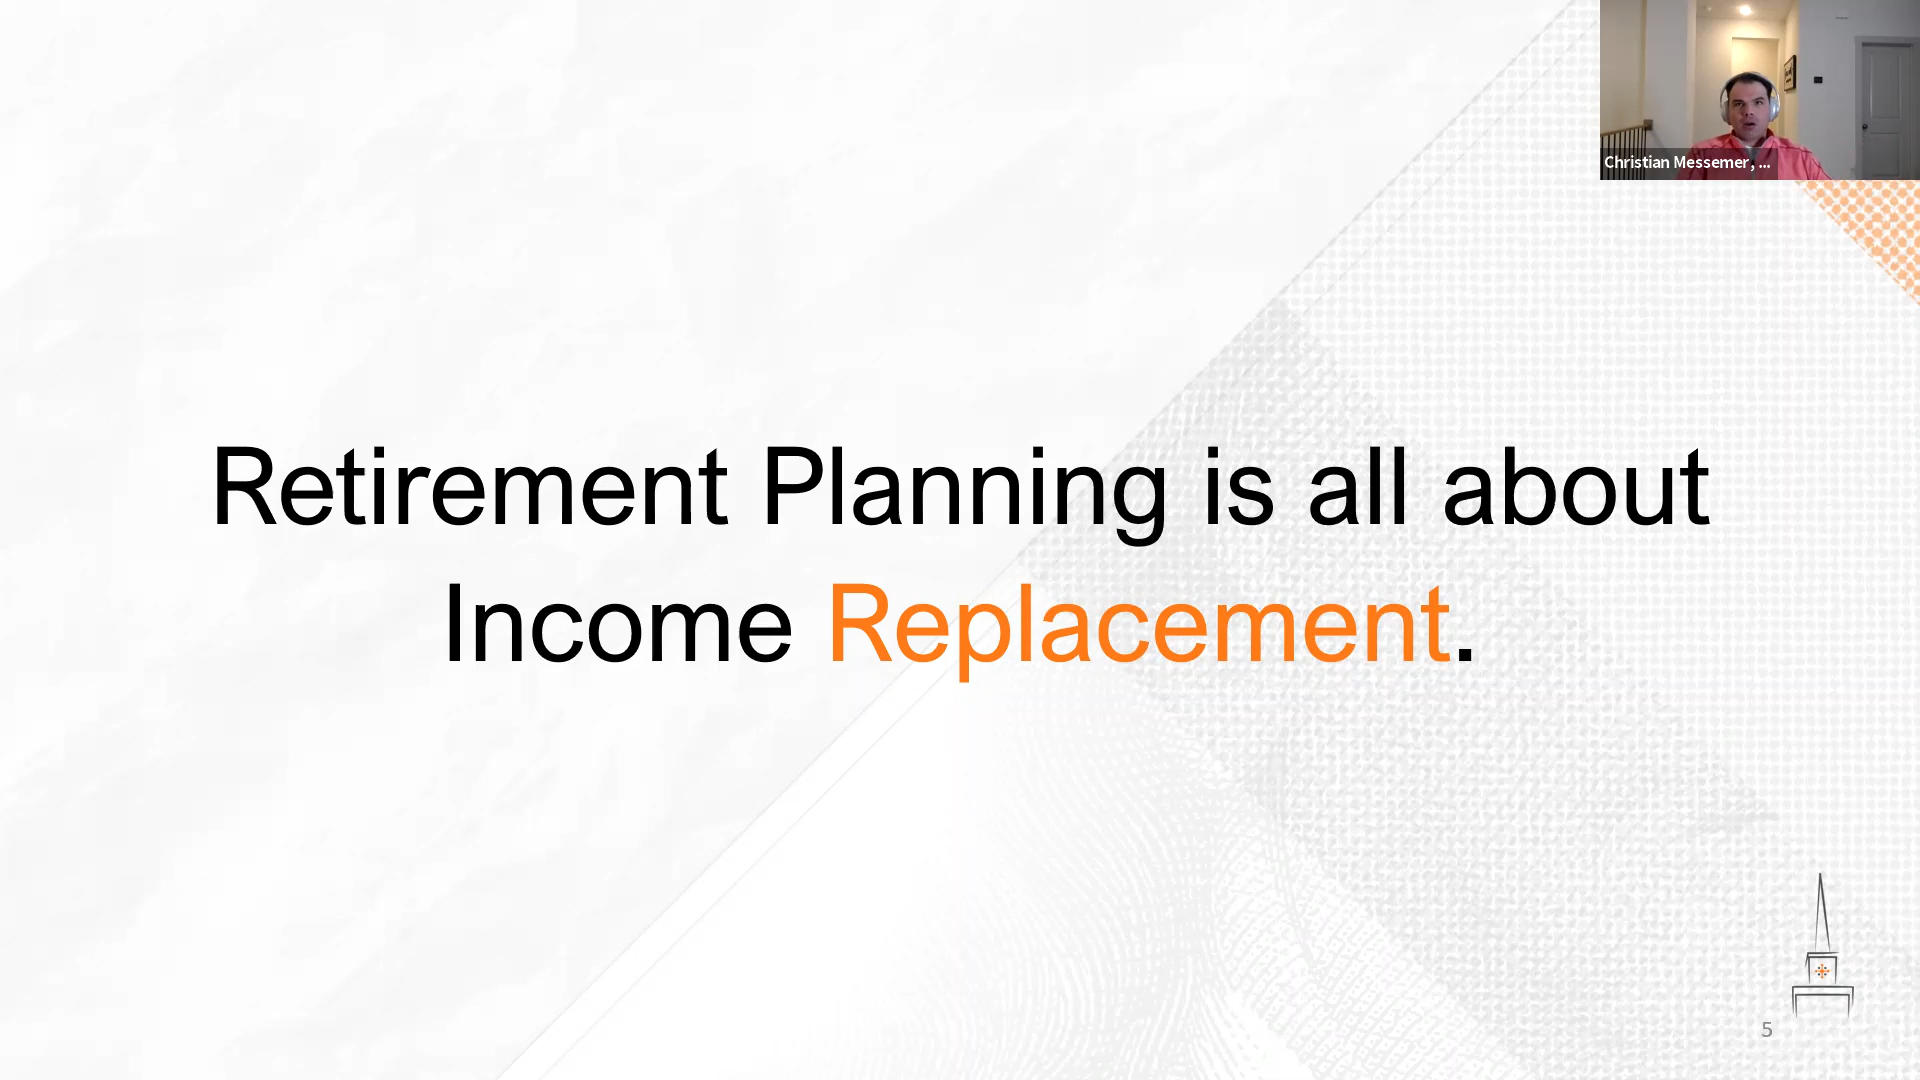 Christian Messemer, ...
Retirement Planning is all about
Income Replacement.
5